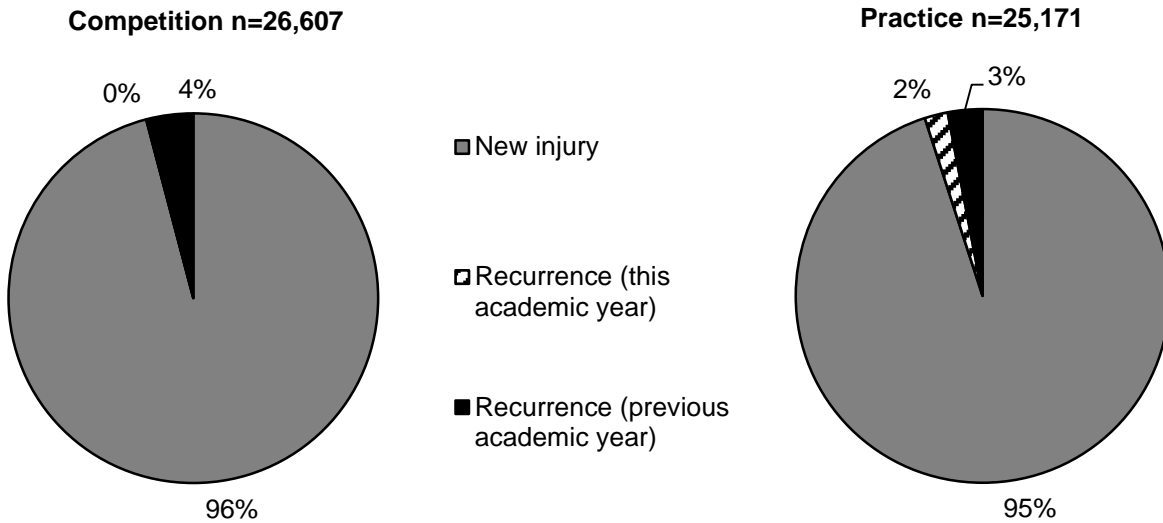 Competition n=26,607
Practice n=25,171
0%
4%
2%
3%
New injury
Recurrence (this
academic year)
Recurrence (previous
academic year)
96%
95%